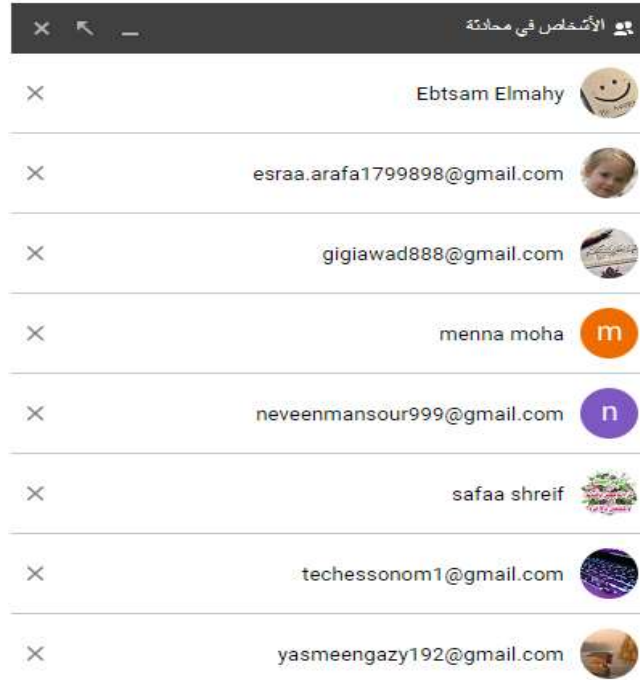 الأشخاص في محادثة
Ebtsam Elmahy
esraa.arafa1799898@gmail.com
gigiawad888@gmail.com
m
menna moha
n
neveenmansour999@gmail.com
safaa shreif
techessonom1@gmail.com
yasmeengazy192@gmail.com